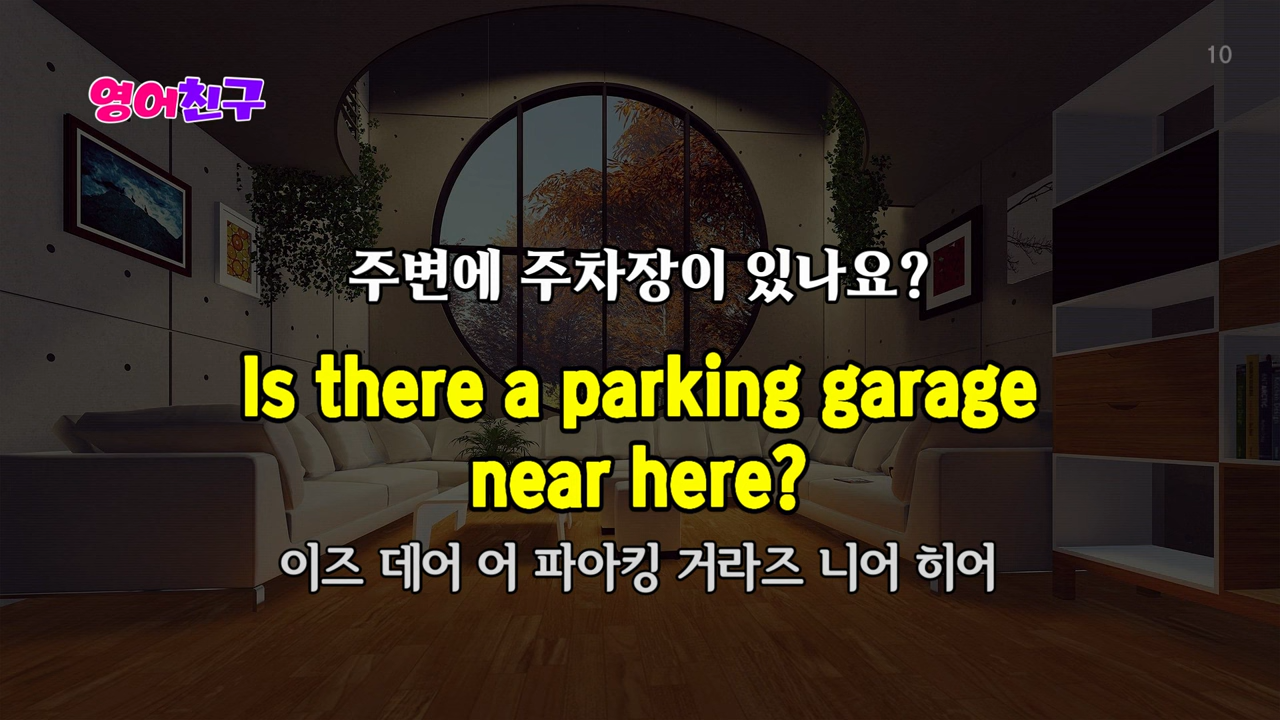 10
영어친구
주변에 주차장이 있나요?
Is there a parking garage
near here?
이즈 데어 어 파아킹 거라즈 니어 히어